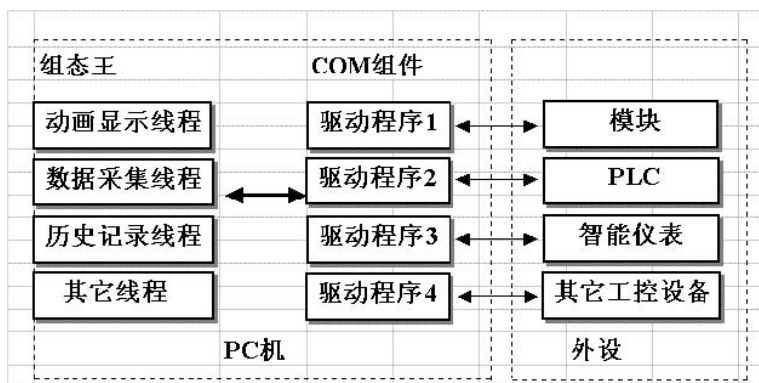 组态王 COM组件
动画显示线程 驱动程序1 模块
数据采集线程 驱动程序2 PLC
历史记录线程 驱动程序3 智能仪表
其它线程 驱动程序4 其它工控设备
PC机 外设